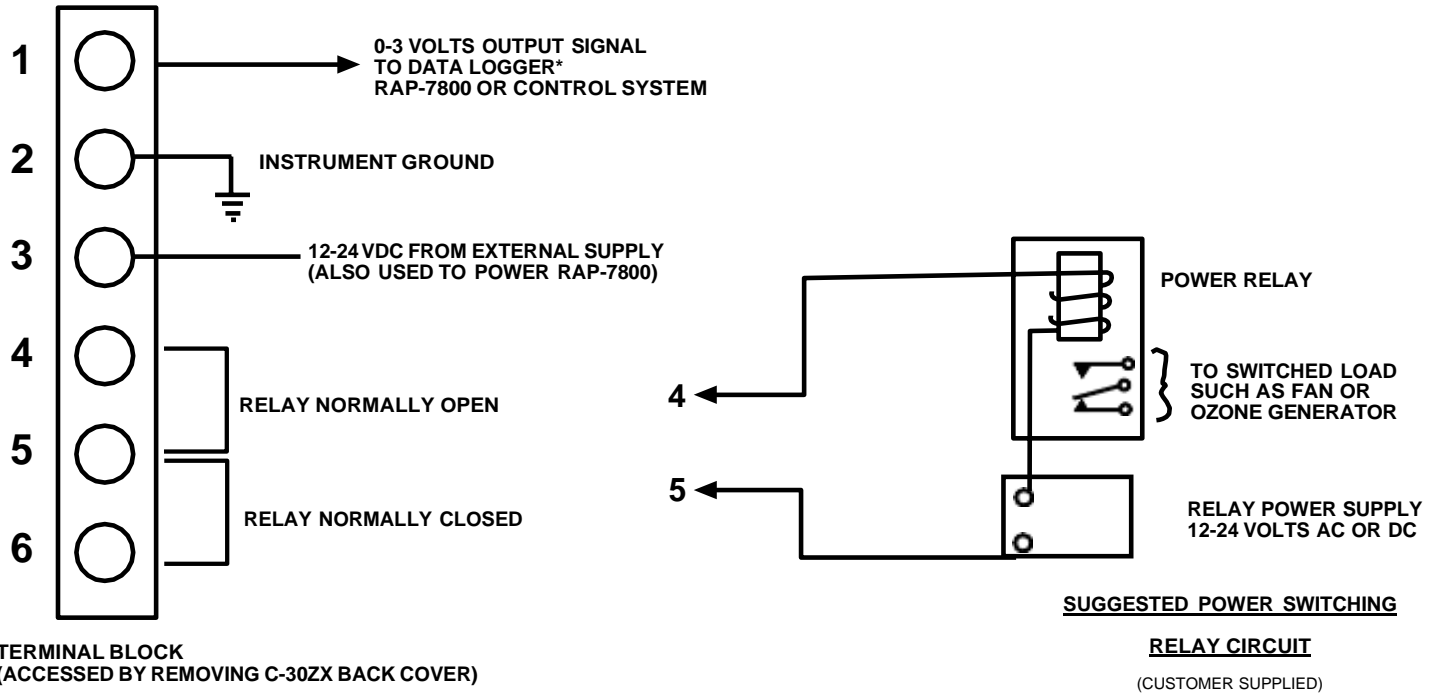 1
0-3 VOLTS OUTPUT SIGNAL
TO DATA LOGGER*
RAP-7800 OR CONTROL SYSTEM
2
INSTRUMENT GROUND
3
12-24 VDC FROM EXTERNAL SUPPLY
(ALSO USED TO POWER RAP-7800)
4
RELAY NORMALLY OPEN
5
RELAY NORMALLY CLOSED
6
TERMINAL BLOCK
(ACCESSED BY REMOVING C-30ZX BACK COVER)
POWER RELAY
4
TO SWITCHED LOAD
SUCH AS FAN OR
OZONE GENERATOR
5
RELAY POWER SUPPLY
12-24 VOLTS AC OR DC
SUGGESTED POWER SWITCHING
RELAY CIRCUIT
(CUSTOMER SUPPLIED)